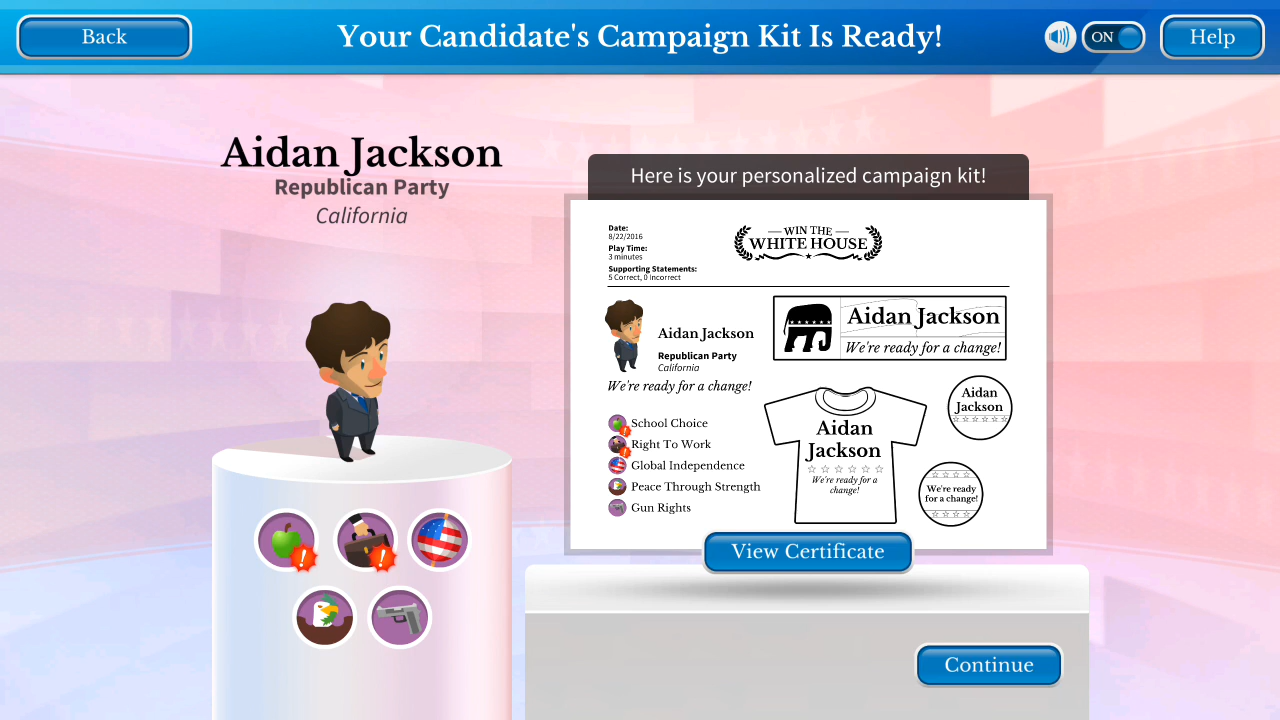 Back
Your Candidate's Campaign Kit Is Ready!
ON
Help
Aidan Jackson
Republican Party
California
Here is your personalized campaign kit!
Date:
8/22/2016
Play Time:
3 minutes
Supporting Statements:
5 Correct, 0 Incorrect
WIN THE
WHITE HOUSE
Aidan Jackson
Republican Party
California
We're ready for a change!
School Choice
Right To Work
Global Independence
Peace Through Strength
Gun Rights
Aidan Jackson
We're ready for a change!
Aidan
Jackson
We're ready for a
change!
Aidan
Jackson
We're ready
for a change!
View Certificate
Continue